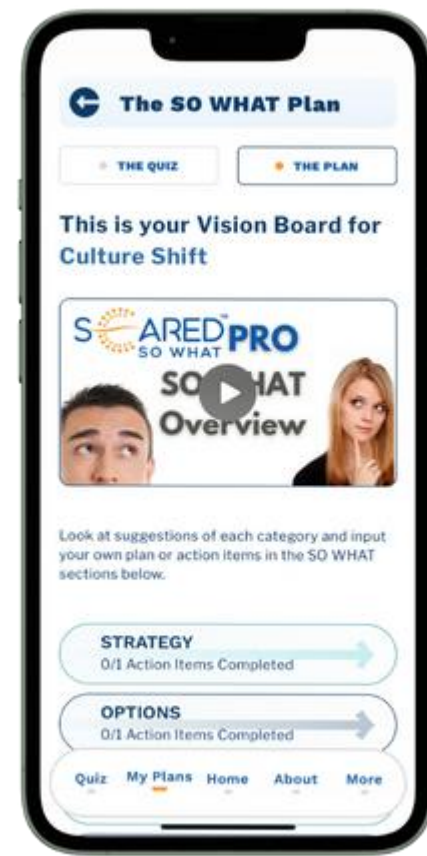 The SO WHAT Plan
THE QUIZ
THE PLAN
This is your Vision Board for
Culture Shift
SCARED™ PRO
SO WHAT
SO WHAT
Overview
Look at suggestions of each category and input
your own plan or action items in the SO WHAT
sections below.
STRATEGY
0/1 Action Items Completed
OPTIONS
0/1 Action Items Completed
Quiz My Plans Home About More